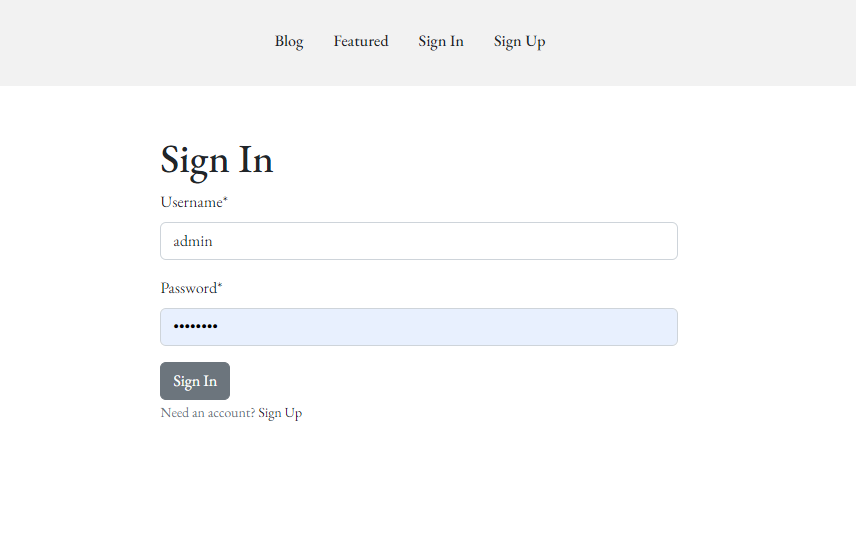 Blog Featured Sign In Sign Up
Sign In
Username*
admin
Password*
••••••••
Sign In
Need an account? Sign Up